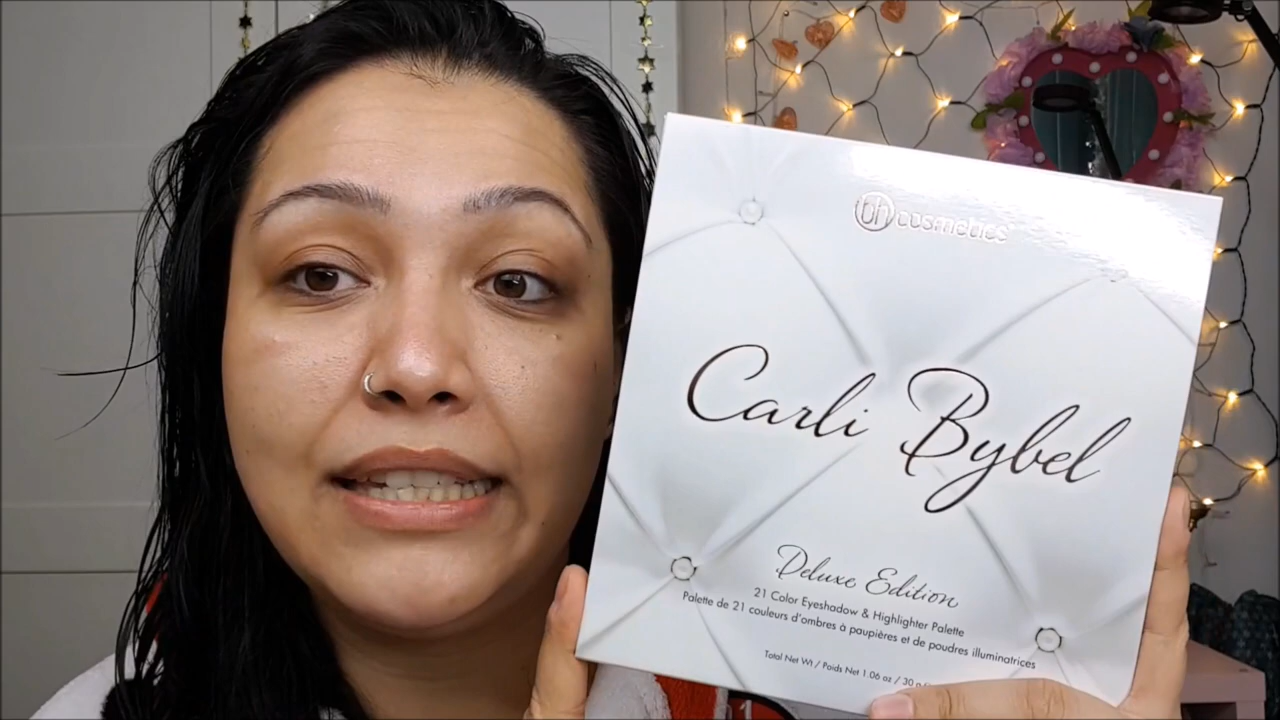 bh cosmetics
Carli Bybel
Deluxe Edition
21 Color Eyeshadow & Highlighter Palette
Palette de 21 couleurs d'ombres à paupières et de poudres illuminatrices
Total Net Wt / Poids Net 1.06 oz / 30 g